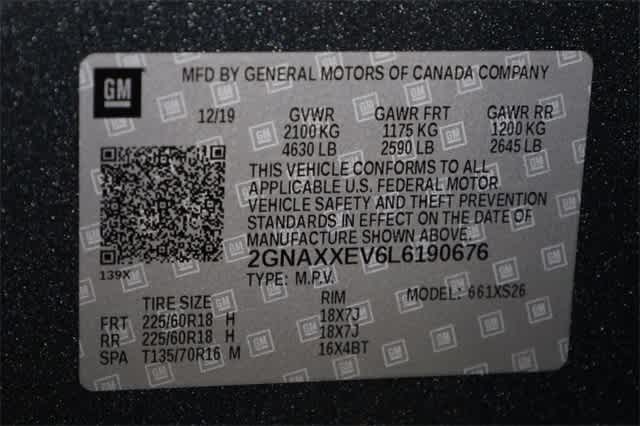 GM
MFD BY GENERAL MOTORS OF CANADA COMPANY
12/19 GVWR GAWR FRT GAWR RR
2100 KG 1175 KG 1200 KG
4630 LB 2590 LB 2645 LB
THIS VEHICLE CONFORMS TO ALL
APPLICABLE U.S. FEDERAL MOTOR
VEHICLE SAFETY AND THEFT PREVENTION
STANDARDS IN EFFECT ON THE DATE OF
MANUFACTURE SHOWN ABOVE.
2GNAXXEV6L6190676
139X TYPE: M.P.V. MODEL: 661XS26
TIRE SIZE RIM
FRT 225/60R18 H 18X7J
RR 225/60R18 H 18X7J
SPA T135/70R16 M 16X4BT